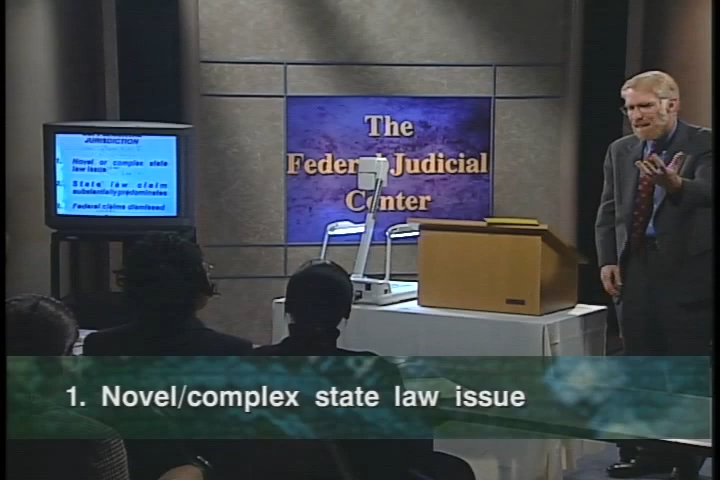 JURISDICTION
1. Novel or complex state
law issue
2. State law claim
substantially predominates
Federal claims dismissed
The
Federal Judicial
Center
1. Novel/complex state law issue